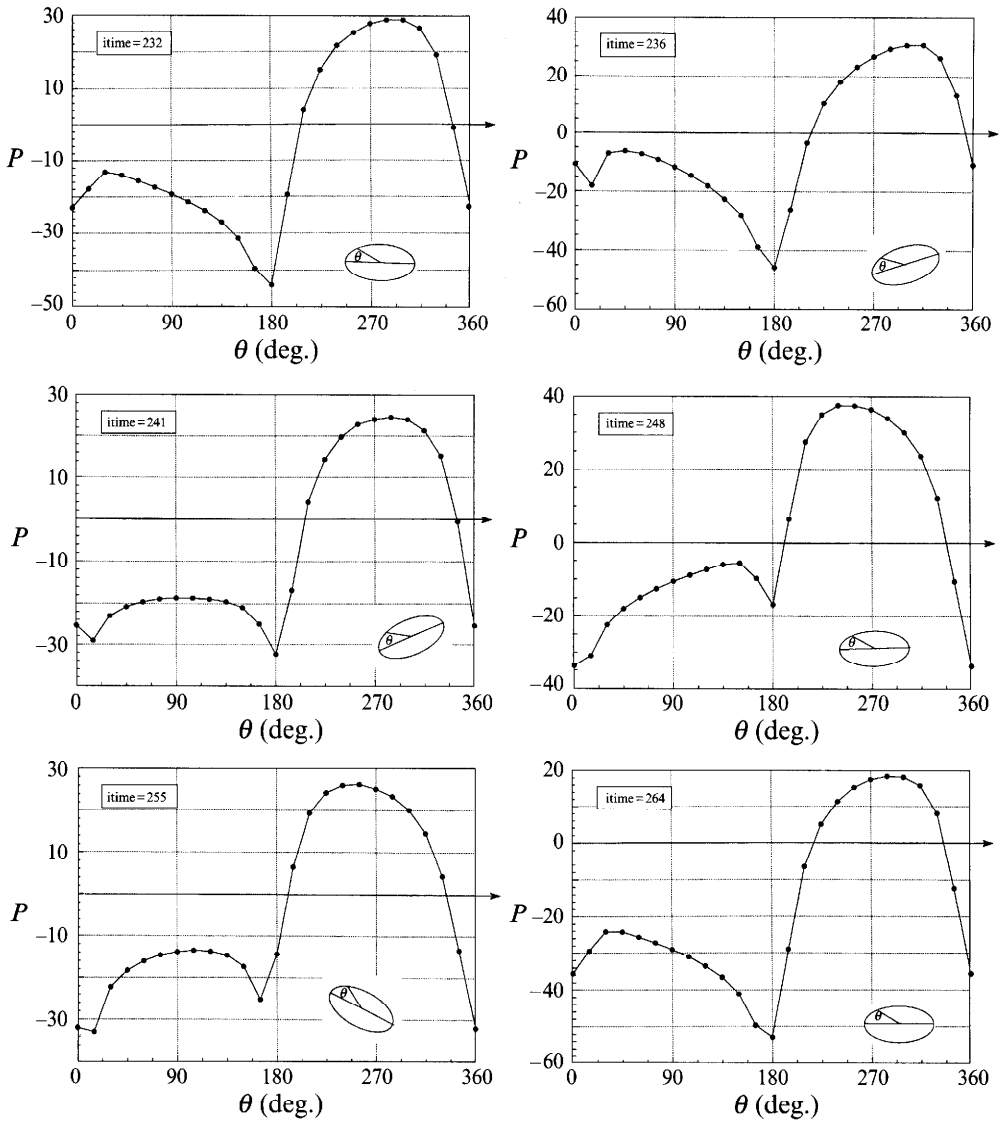 30
itime = 232
10
P
−10
−30
θ
−50
0 90 180 270 360
θ (deg.)
40
itime = 236
20
0
P
−20
−40
θ
−60
0 90 180 270 360
θ (deg.)
30
itime = 241
10
P
−10
−30
θ
0 90 180 270 360
θ (deg.)
40
itime = 248
20
P 0
−20
θ
−40
0 90 180 270 360
θ (deg.)
30
itime = 255
10
P
−10
−30
θ
0 90 180 270 360
θ (deg.)
20
itime = 264
0
P −20
−40
θ
−60
0 90 180 270 360
θ (deg.)